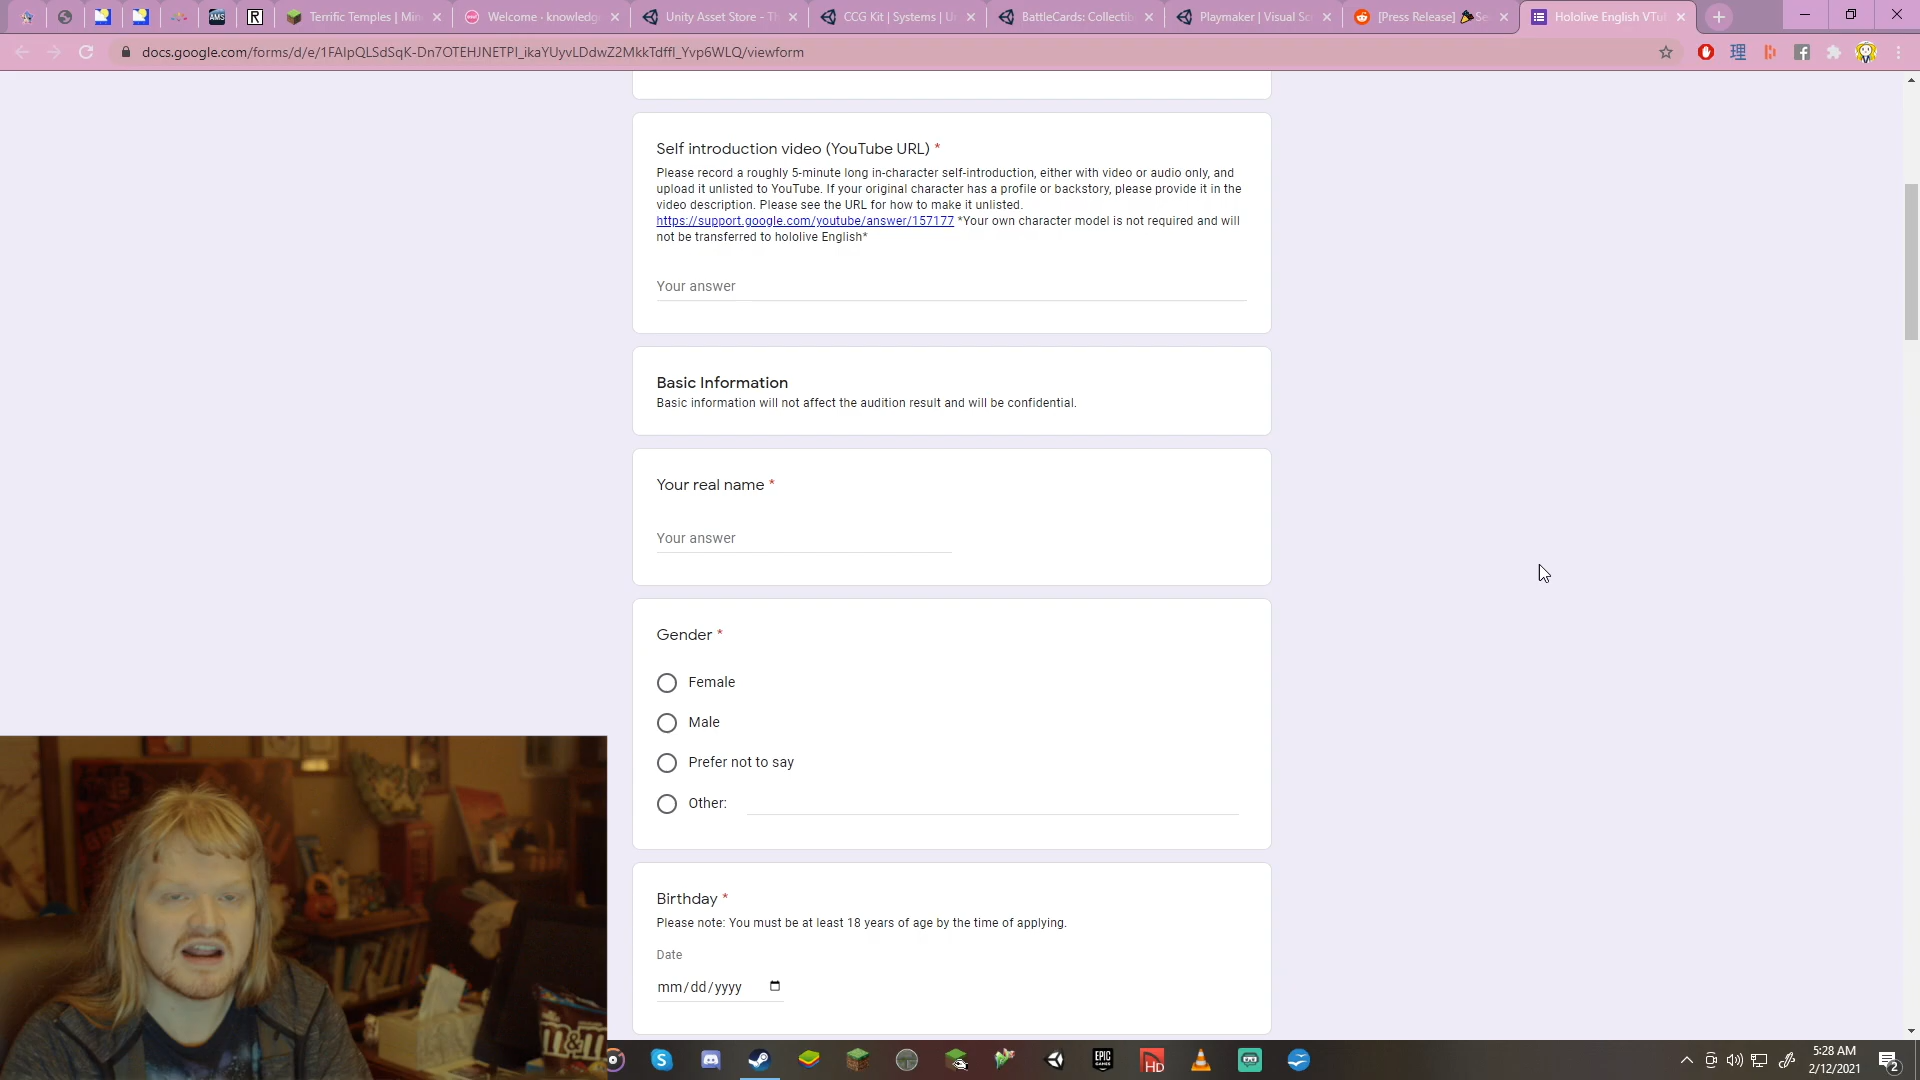 Terrific Temples | Min
Welcome · knowledg
Unity Asset Store - Th
CCG Kit | Systems | Un
BattleCards: Collectib
Playmaker | Visual Sc
[Press Release] 🎉 Se
Hololive English VTub
docs.google.com/forms/d/e/1FAIpQLSdSqK-Dn7OTEHJNETPI_ikaYUyvLDdwZ2MkkTdffl_Yvp6WLQ/viewform
Self introduction video (YouTube URL) *
Please record a roughly 5-minute long in-character self-introduction, either with video or audio only, and
upload it unlisted to YouTube. If your original character has a profile or backstory, please provide it in the
video description. Please see the URL for how to make it unlisted.
https://support.google.com/youtube/answer/157177 *Your own character model is not required and will
not be transferred to hololive English*
Your answer
Basic Information
Basic information will not affect the audition result and will be confidential.
Your real name *
Your answer
Gender *
Female
Male
Prefer not to say
Other:
Birthday *
Please note: You must be at least 18 years of age by the time of applying.
Date
mm/dd/yyyy
m&m
EPIC GAMES
HD
5:28 AM
2/12/2021
2